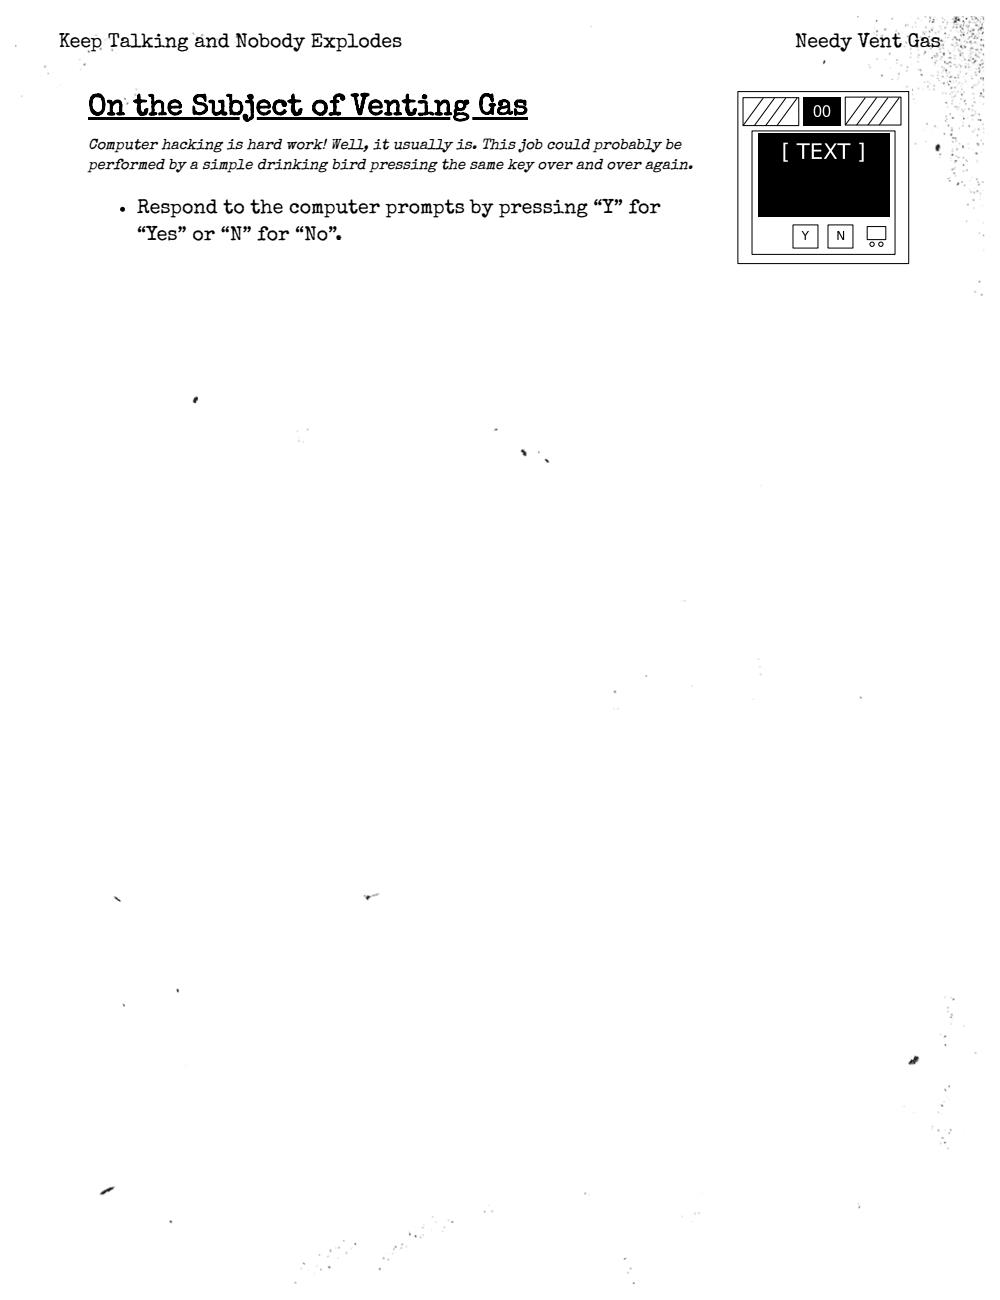 Keep Talking and Nobody Explodes
Needy Vent Gas
On the Subject of Venting Gas
Computer hacking is hard work! Well, it usually is. This job could probably be
performed by a simple drinking bird pressing the same key over and over again.
• Respond to the computer prompts by pressing “Y” for
“Yes” or “N” for “No”.
00
[ TEXT ]
Y N